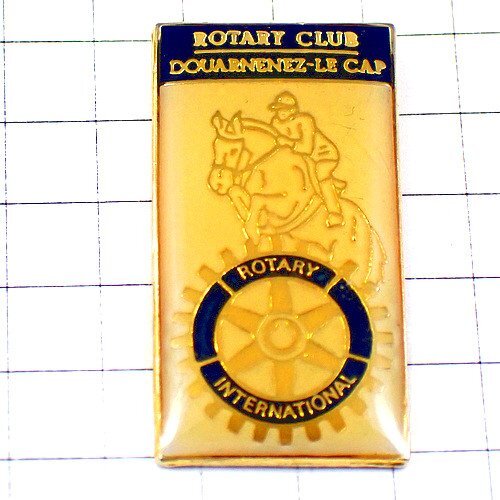 ROTARY CLUB
DOUARNENEZ-LE CAP
ROTARY
INTERNATIONAL